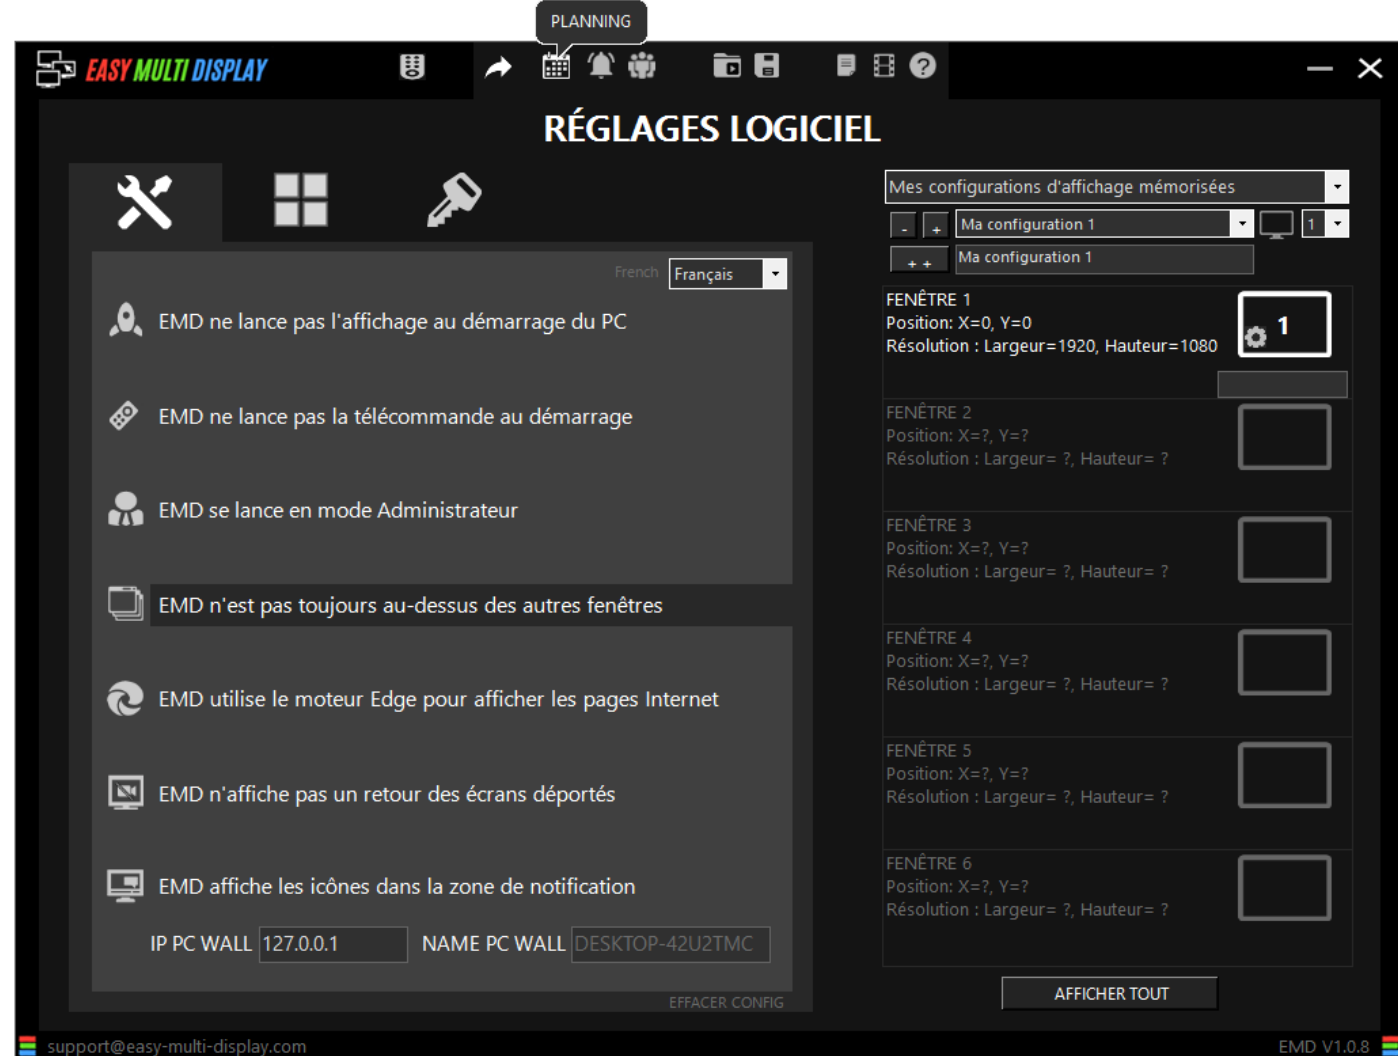 PLANNING
EASY MULTI DISPLAY
RÉGLAGES LOGICIEL
French Français
EMD ne lance pas l'affichage au démarrage du PC
EMD ne lance pas la télécommande au démarrage
EMD se lance en mode Administrateur
EMD n'est pas toujours au-dessus des autres fenêtres
EMD utilise le moteur Edge pour afficher les pages Internet
EMD n'affiche pas un retour des écrans déportés
EMD affiche les icônes dans la zone de notification
IP PC WALL 127.0.0.1 NAME PC WALL DESKTOP-42U2TMC
EFFACER CONFIG
Mes configurations d'affichage mémorisées
- + Ma configuration 1 1
++ Ma configuration 1
FENÊTRE 1
Position: X=0, Y=0
Résolution : Largeur=1920, Hauteur=1080
1
FENÊTRE 2
Position: X=?, Y=?
Résolution : Largeur= ?, Hauteur= ?
FENÊTRE 3
Position: X=?, Y=?
Résolution : Largeur= ?, Hauteur= ?
FENÊTRE 4
Position: X=?, Y=?
Résolution : Largeur= ?, Hauteur= ?
FENÊTRE 5
Position: X=?, Y=?
Résolution : Largeur= ?, Hauteur= ?
FENÊTRE 6
Position: X=?, Y=?
Résolution : Largeur= ?, Hauteur= ?
AFFICHER TOUT
support@easy-multi-display.com
EMD V1.0.8